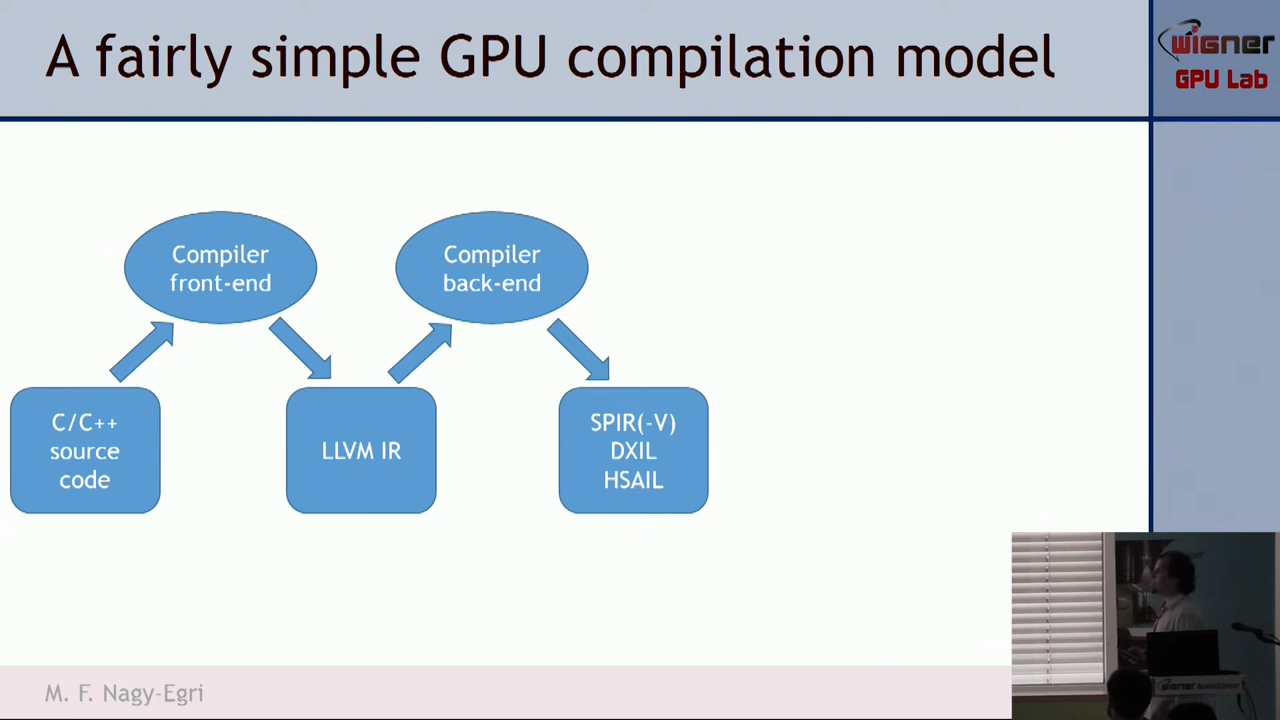 A fairly simple GPU compilation model
wigner
GPU Lab
Compiler
front-end
Compiler
back-end
C/C++
source
code
LLVM IR
SPIR(-V)
DXIL
HSAIL
M. F. Nagy-Egri
wigner